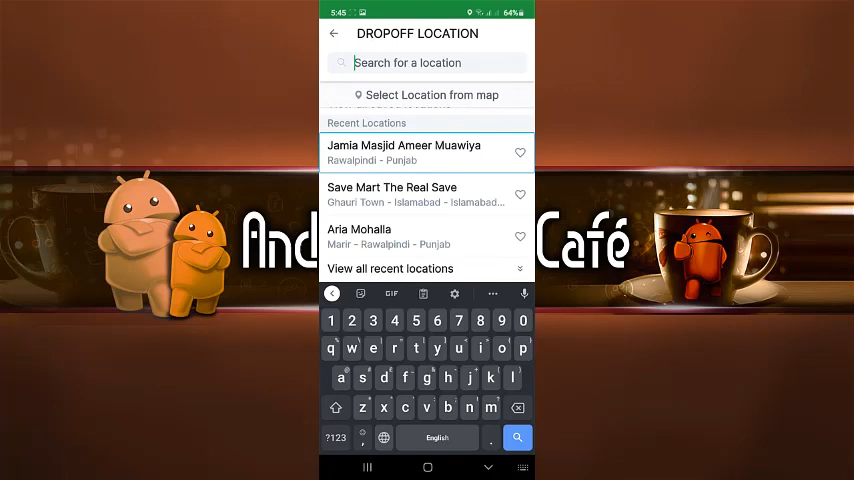 5:45
64%
DROPOFF LOCATION
Search for a location
Select Location from map
Recent Locations
Jamia Masjid Ameer Muawiya
Rawalpindi - Punjab
Save Mart The Real Save
Ghauri Town - Islamabad - Islamabad...
Aria Mohalla
Marir - Rawalpindi - Punjab
And
Café
View all recent locations
GIF
1 2 3 4 5 6 7 8 9 0
q w e r t y u i o p
a s d f g h j k l
z x c v b n m
?123 , English .